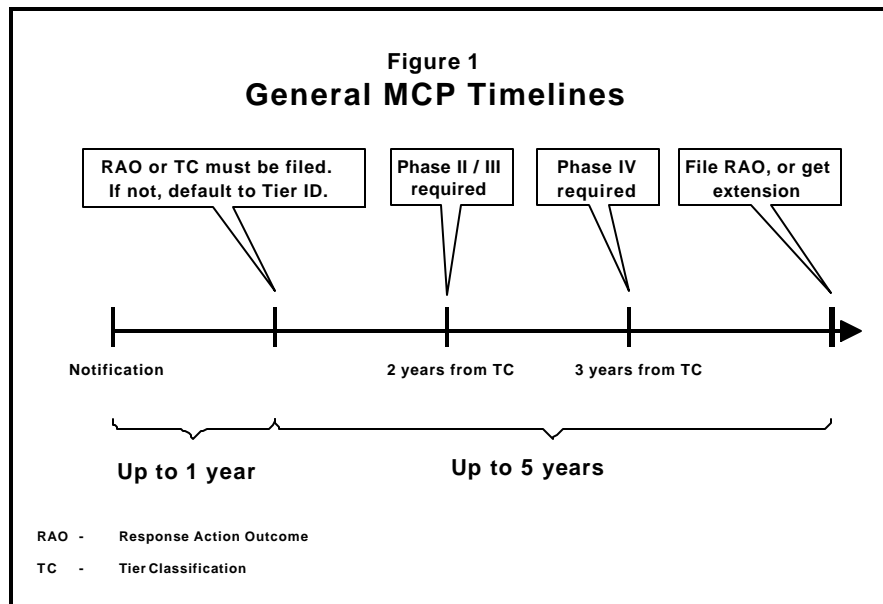 Figure 1
General MCP Timelines
RAO or TC must be filed.
If not, default to Tier ID.
Phase II / III
required
Phase IV
required
File RAO, or get
extension
Notification
2 years from TC
3 years from TC
Up to 1 year
Up to 5 years
RAO - Response Action Outcome
TC - Tier Classification